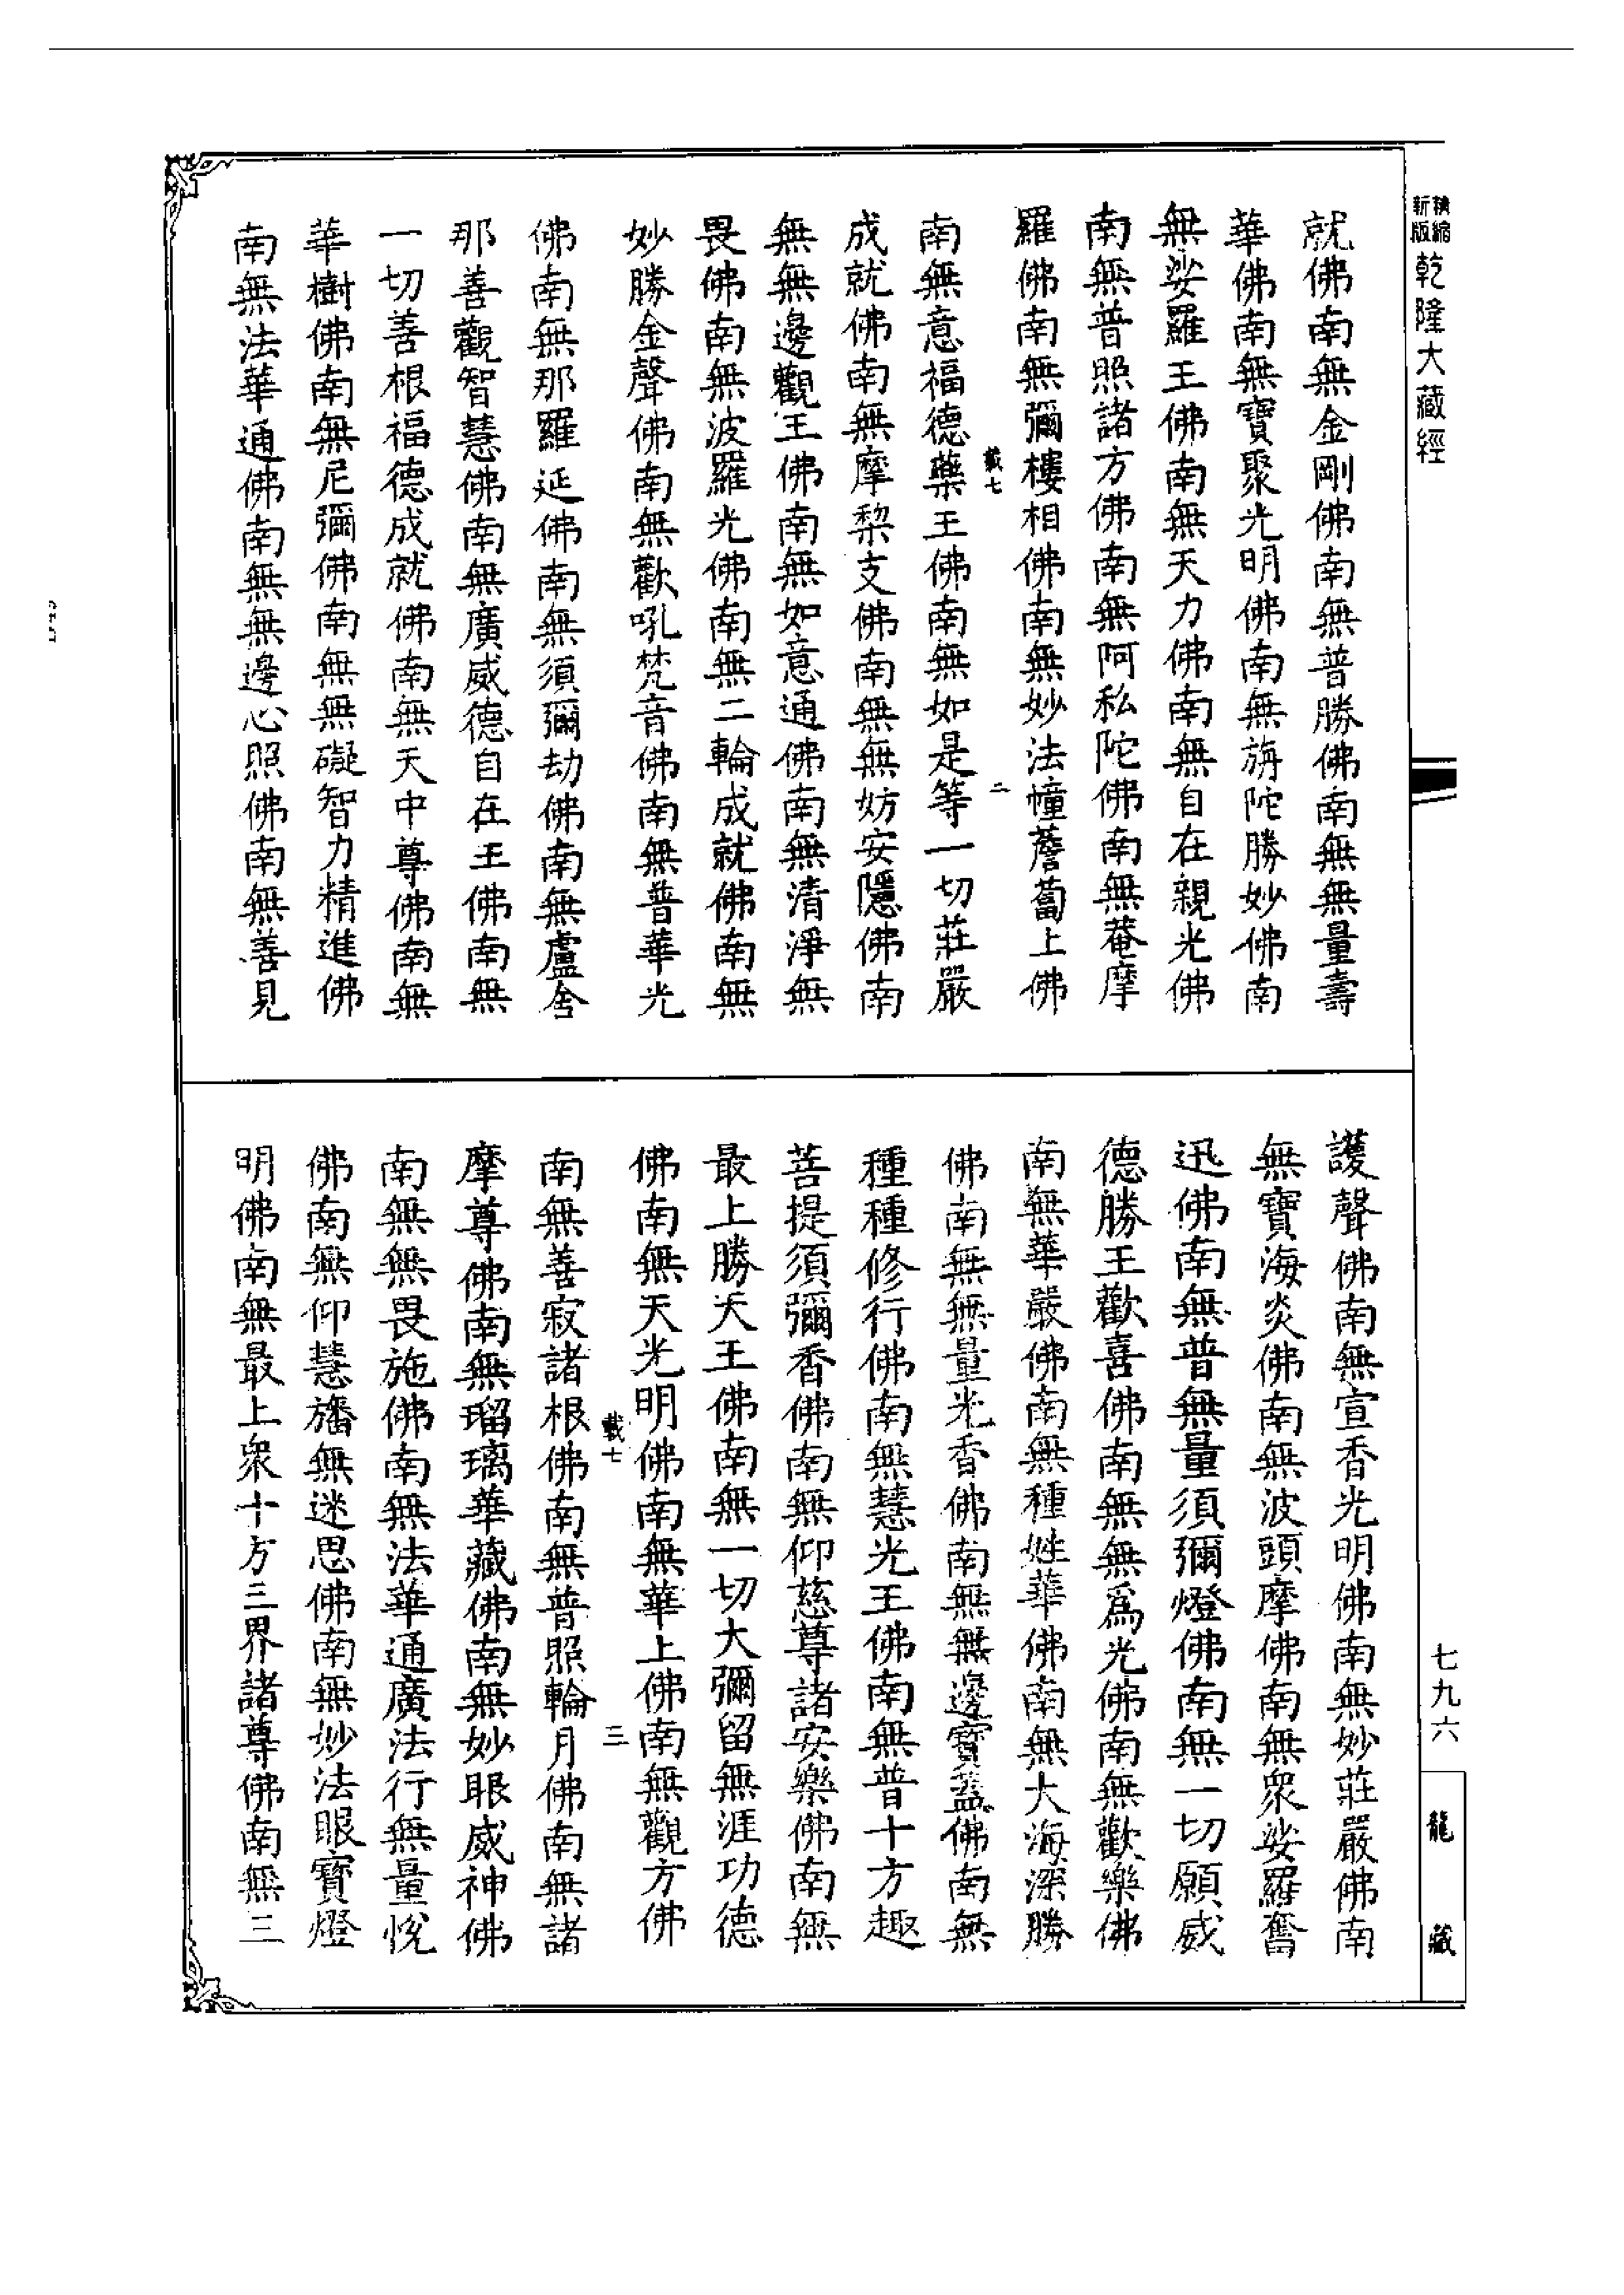 精縮
新版
乾隆大藏經
就佛南無金剛佛南無普勝佛南無無量壽
華佛南無寶聚光明佛南無旃陀勝妙佛南
無娑羅王佛南無天力佛南無自在親光佛
南無普照諸方佛南無阿私陀佛南無菴摩
羅佛南無彌樓相佛南無妙法幢薝蔔上佛
載七
二
南無意福德藥王佛南無如是等一切莊嚴
成就佛南無摩梨支佛南無無妨安隱佛南
無無邊觀王佛南無如意通佛南無清淨無
畏佛南無波羅光佛南無二輪成就佛南無
妙勝金聲佛南無歡吼梵音佛南無普華光
佛南無那羅延佛南無須彌劫佛南無盧舍
那善觀智慧佛南無廣威德自在王佛南無
一切善根福德成就佛南無天中尊佛南無
華樹佛南無尼彌佛南無無礙智力精進佛
南無法華通佛南無無邊心照佛南無善見
護聲佛南無宣香光明佛南無妙莊嚴佛南
無寶海炎佛南無波頭摩佛南無眾娑羅奮
迅佛南無普無量須彌燈佛南無一切願威
德勝王歡喜佛南無無為光佛南無歡樂佛
南無華嚴佛南無種姓華佛南無大海深勝
佛南無無量光香佛南無無邊寶蓋佛南無
種種修行佛南無慧光王佛南無普十方趣
菩提須彌香佛南無仰慈尊諸安樂佛南無
最上勝天王佛南無一切大彌留無涯功德
佛南無天光明佛南無華上佛南無觀方佛
載七
三
南無善寂諸根佛南無普照輪月佛南無諸
摩尊佛南無瑠璃華藏佛南無妙眼威神佛
南無無畏施佛南無法華通廣法行無量悅
佛南無仰慧旛無迷思佛南無妙法眼寶燈
明佛南無最上眾十方三界諸尊佛南無三
七九六
龍藏